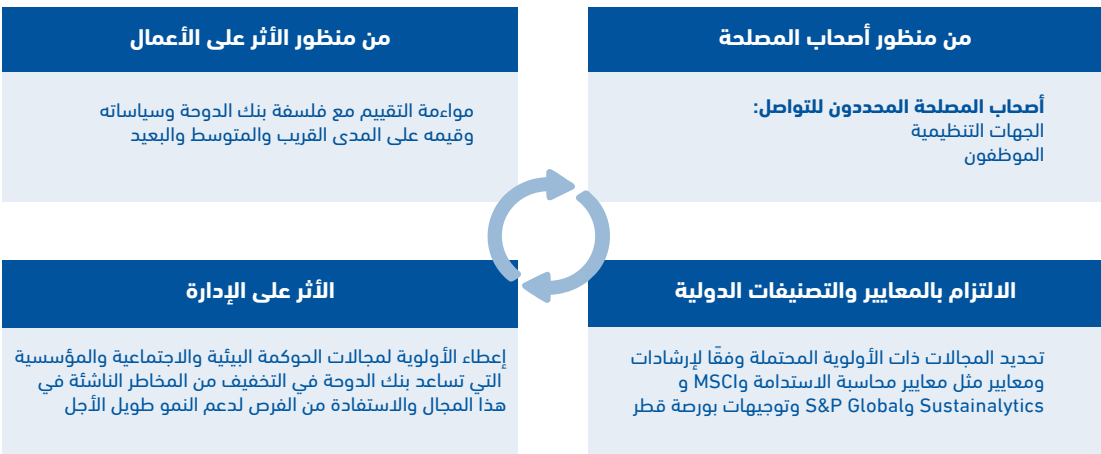 من منظور أصحاب المصلحة
أصحاب المصلحة المحددون للتواصل:
الجهات التنظيمية
الموظفون
من منظور الأثر على الأعمال
مواءمة التقييم مع فلسفة بنك الدوحة وسياساته
وقيمه على المدى القريب والمتوسط والبعيد
الالتزام بالمعايير والتصنيفات الدولية
تحديد المجالات ذات الأولوية المحتملة وفقًا لإرشادات
ومعايير مثل معايير محاسبة الاستدامة وMSCI و
Sustainalytics وS&P Global وتوجيهات بورصة قطر
الأثر على الإدارة
إعطاء الأولوية لمجالات الحوكمة البيئية والاجتماعية والمؤسسية
التي تساعد بنك الدوحة في التخفيف من المخاطر الناشئة في
هذا المجال والاستفادة من الفرص لدعم النمو طويل الأجل